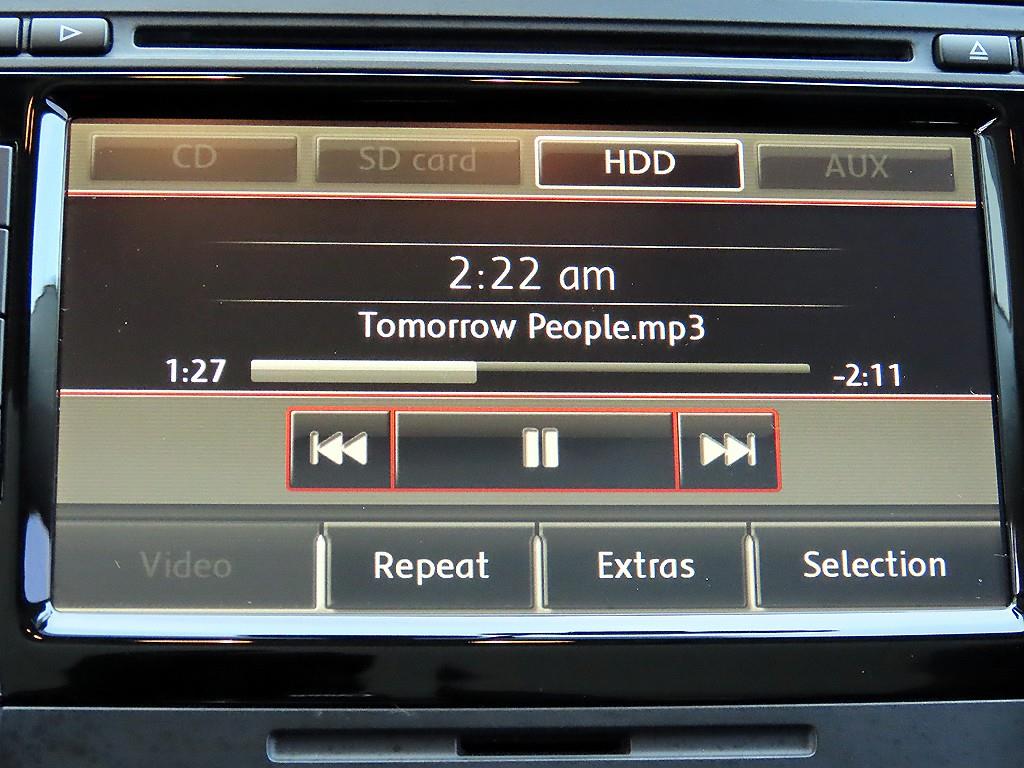 CD SD card HDD AUX
2:22 am
Tomorrow People.mp3
1:27 -2:11
Video Repeat Extras Selection